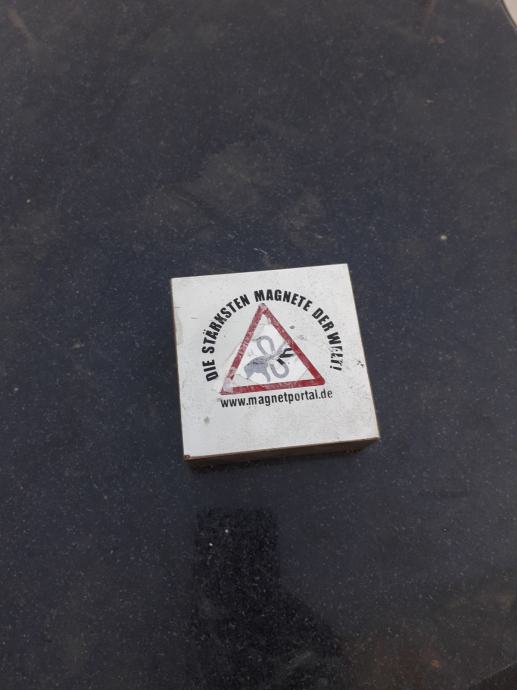 DIE STÄRKSTEN MAGNETE DER WELT!
www.magnetportal.de